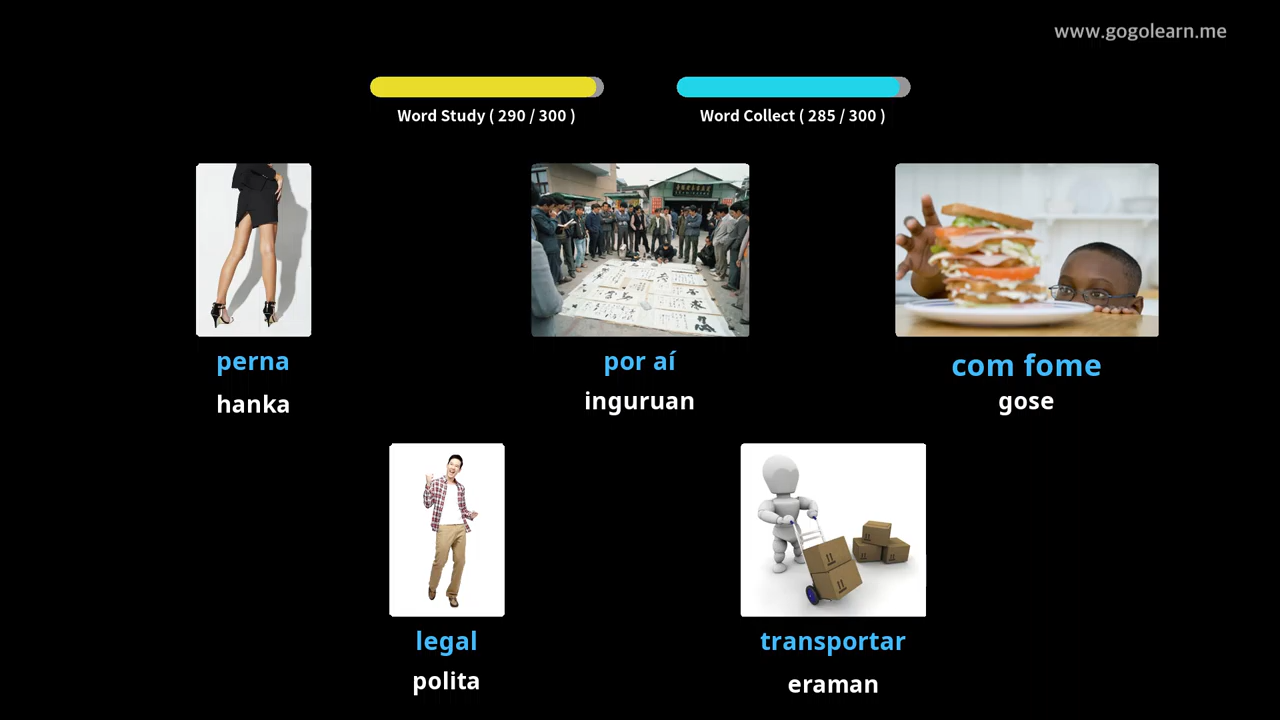 www.gogolearn.me
Word Study ( 290 / 300 )
Word Collect ( 285 / 300 )
perna
hanka
por aí
inguruan
com fome
gose
legal
polita
transportar
eraman